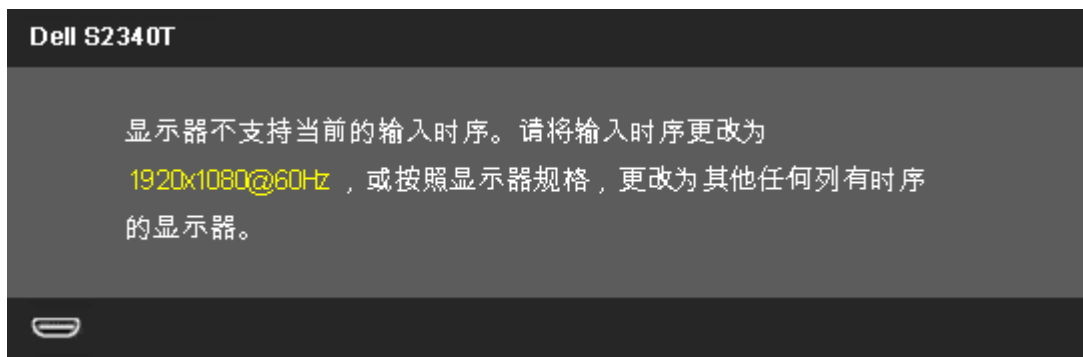 Dell S2340T
显示器不支持当前的输入时序。请将输入时序更改为
1920x1080@60Hz ，或按照显示器规格，更改为其他任何列有时序
的显示器。